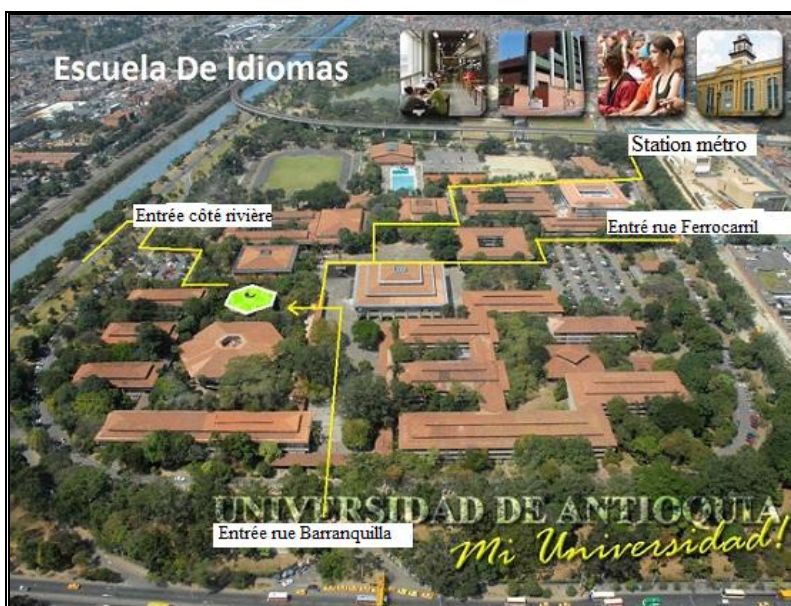 Escuela De Idiomas
Station métro
Entrée côté rivière
Entré rue Ferrocarril
UNIVERSIDAD DE ANTIOQUIA
Entrée rue Barranquilla
Mi Universidad!